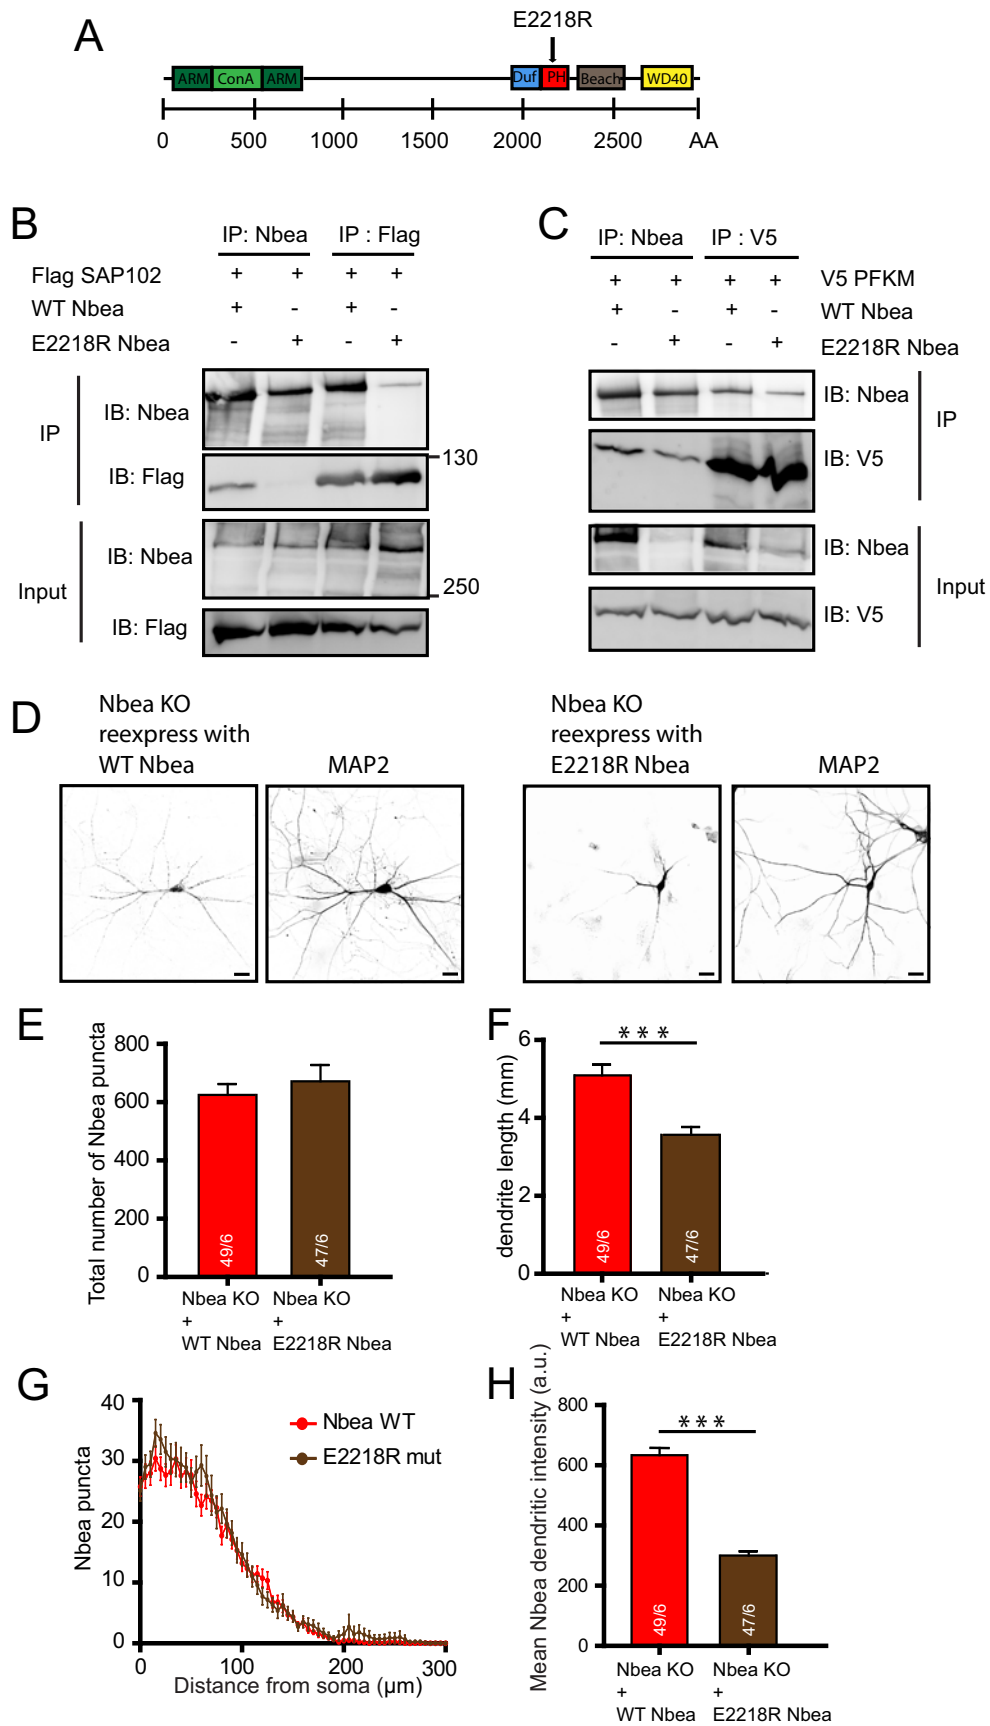 A
E2218R
ARM ConA ARM Duf PH Beach WD40
0 500 1000 1500 2000 2500 AA
B
IP: Nbea IP : Flag
Flag SAP102 + + + +
WT Nbea + - + -
E2218R Nbea - + - +
IP
IB: Nbea
130
IB: Flag
Input
IB: Nbea
250
IB: Flag
C
IP: Nbea IP : V5
+ + + + V5 PFKM
+ - + - WT Nbea
- + - + E2218R Nbea
IB: Nbea
IP
IB: V5
IB: Nbea
Input
IB: V5
D
Nbea KO
reexpress with
WT Nbea
MAP2
Nbea KO
reexpress with
E2218R Nbea
MAP2
E
Total number of Nbea puncta
800
600
400
200
0
49/6
47/6
Nbea KO
+
WT Nbea
Nbea KO
+
E2218R Nbea
F
dendrite length (mm)
6
4
2
0
***
49/6
47/6
Nbea KO
+
WT Nbea
Nbea KO
+
E2218R Nbea
G
Nbea puncta
40
30
20
10
0
Nbea WT
E2218R mut
0 100 200 300
Distance from soma (µm)
H
Mean Nbea dendritic intensity (a.u.)
800
600
400
200
0
***
49/6
47/6
Nbea KO
+
WT Nbea
Nbea KO
+
E2218R Nbea